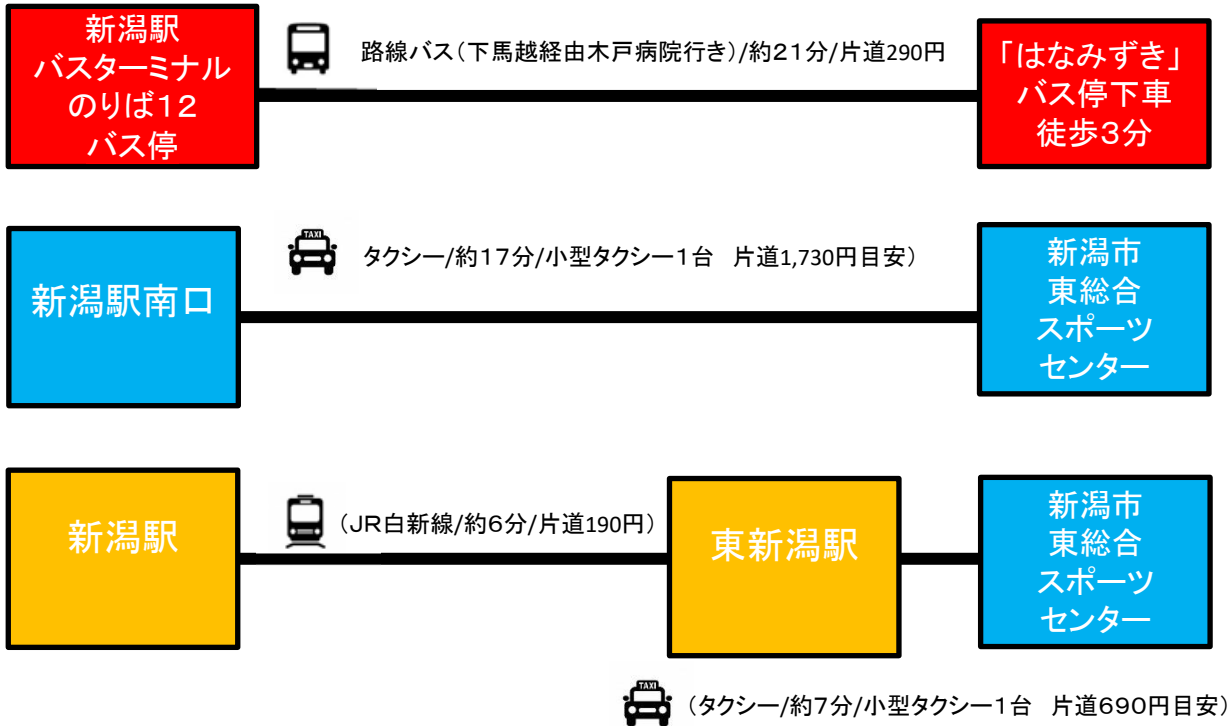 新潟駅
バスターミナル
のりば12
バス停
路線バス(下馬越経由木戸病院行き)/約21分/片道290円
「はなみずき」
バス停下車
徒歩3分
新潟駅南口
TAXI
タクシー/約17分/小型タクシー1台　片道1,730円目安)
新潟市
東総合
スポーツ
センター
新潟駅
(JR白新線/約6分/片道190円)
東新潟駅
新潟市
東総合
スポーツ
センター
TAXI
(タクシー/約7分/小型タクシー1台　片道690円目安)